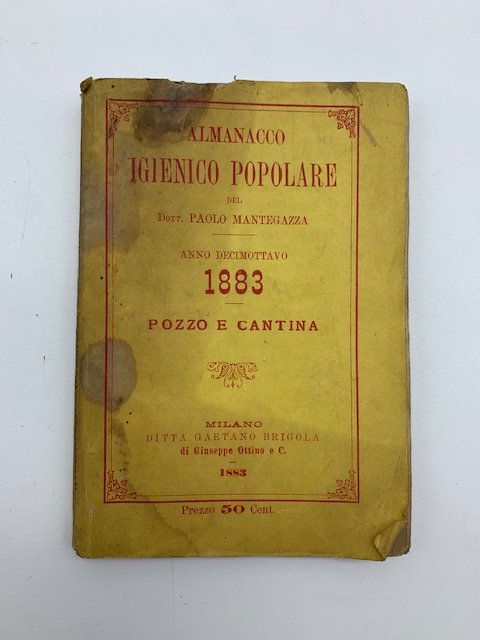 ALMANACCO
IGIENICO POPOLARE
DEL
DOTT. PAOLO MANTEGAZZA
ANNO DECIMOTTAVO
1883
POZZO E CANTINA
MILANO
DITTA GAETANO BRIGOLA
di Giuseppe Ottino e C.
1883
Prezzo 50 Cent.